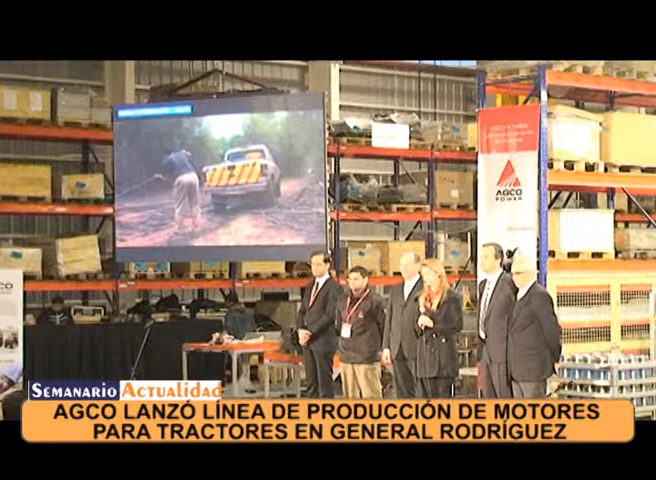 AGCO
POWER
SEMANARIO ACTUALIDAD
AGCO LANZÓ LÍNEA DE PRODUCCIÓN DE MOTORES
PARA TRACTORES EN GENERAL RODRÍGUEZ